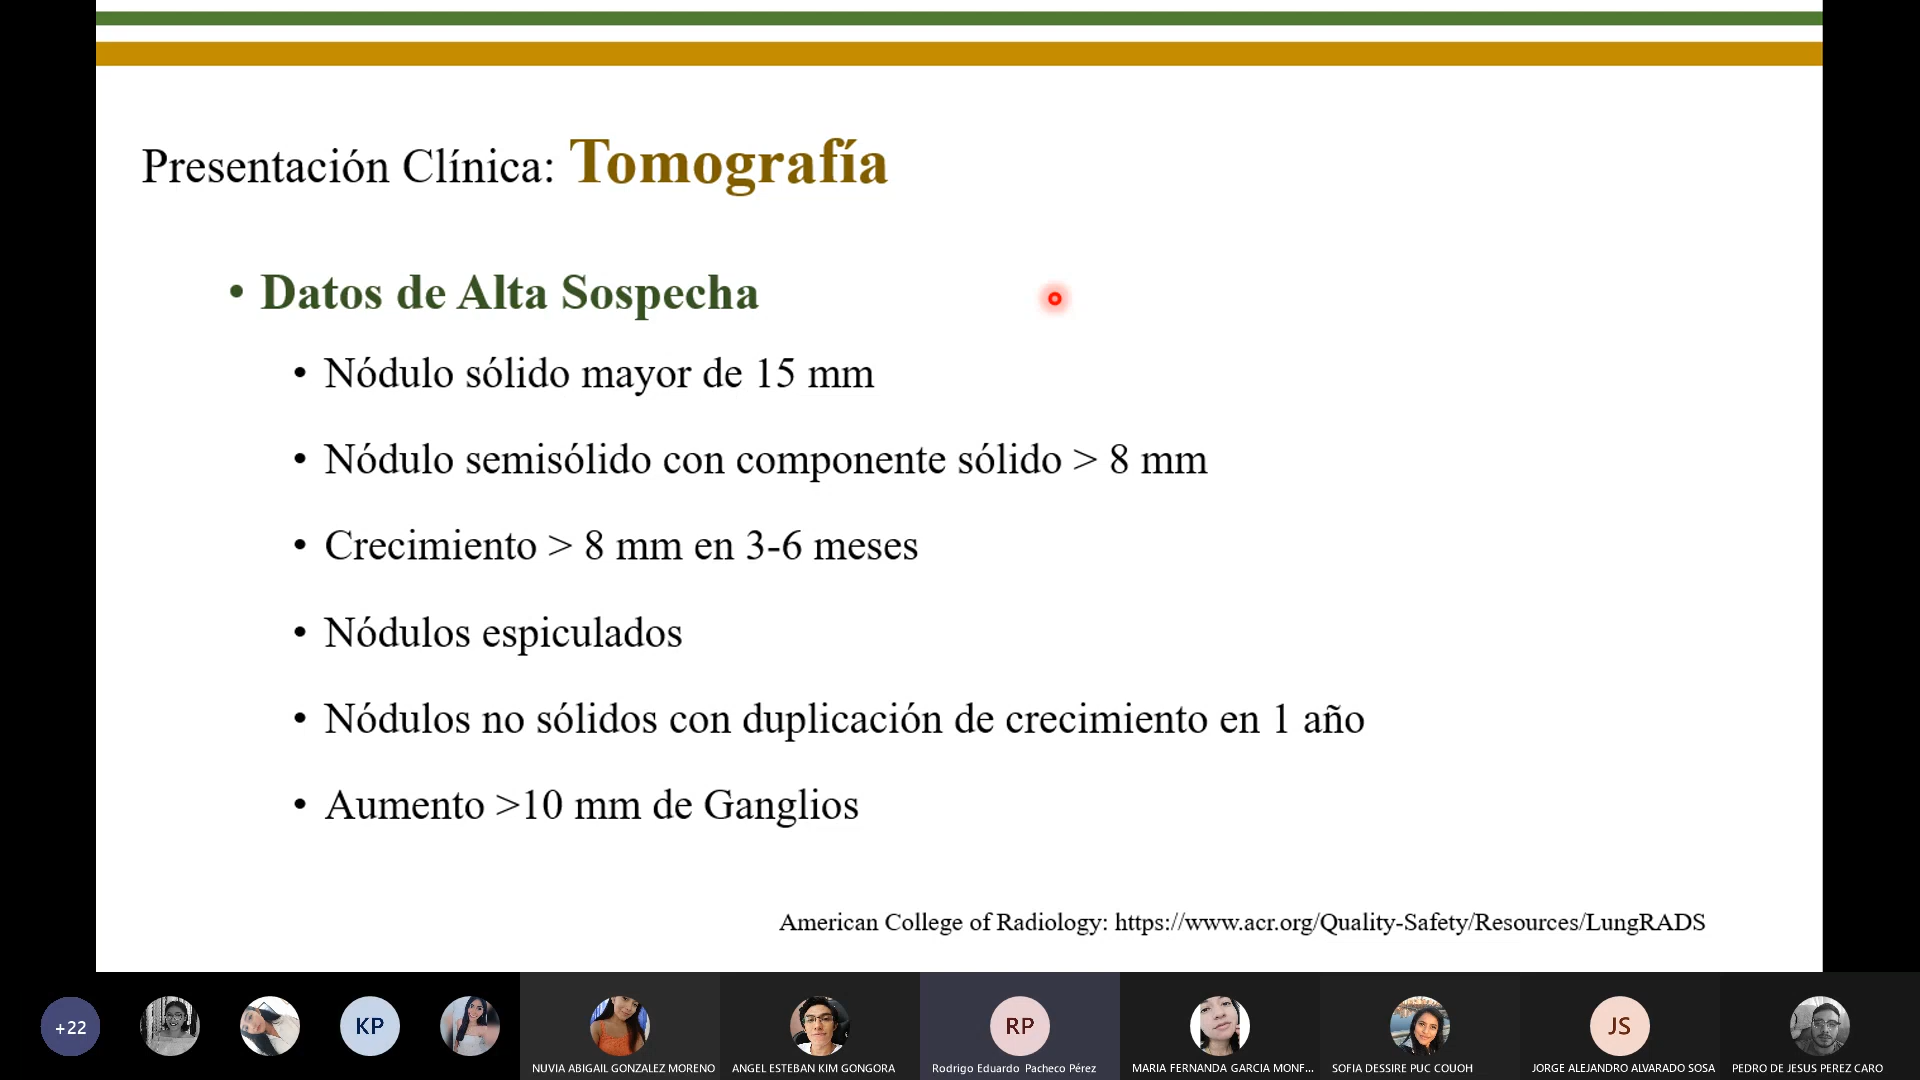 Presentación Clínica: Tomografía
• Datos de Alta Sospecha
• Nódulo sólido mayor de 15 mm
• Nódulo semisólido con componente sólido > 8 mm
• Crecimiento > 8 mm en 3-6 meses
• Nódulos espiculados
• Nódulos no sólidos con duplicación de crecimiento en 1 año
• Aumento >10 mm de Ganglios
American College of Radiology: https://www.acr.org/Quality-Safety/Resources/LungRADS
+22
KP
NUVIA ABIGAIL GONZALEZ MORENO
ANGEL ESTEBAN KIM GONGORA
RP
Rodrigo Eduardo Pacheco Pérez
MARIA FERNANDA GARCIA MONF...
SOFIA DESSIRE PUC COUOH
JS
JORGE ALEJANDRO ALVARADO SOSA
PEDRO DE JESUS PEREZ CARO